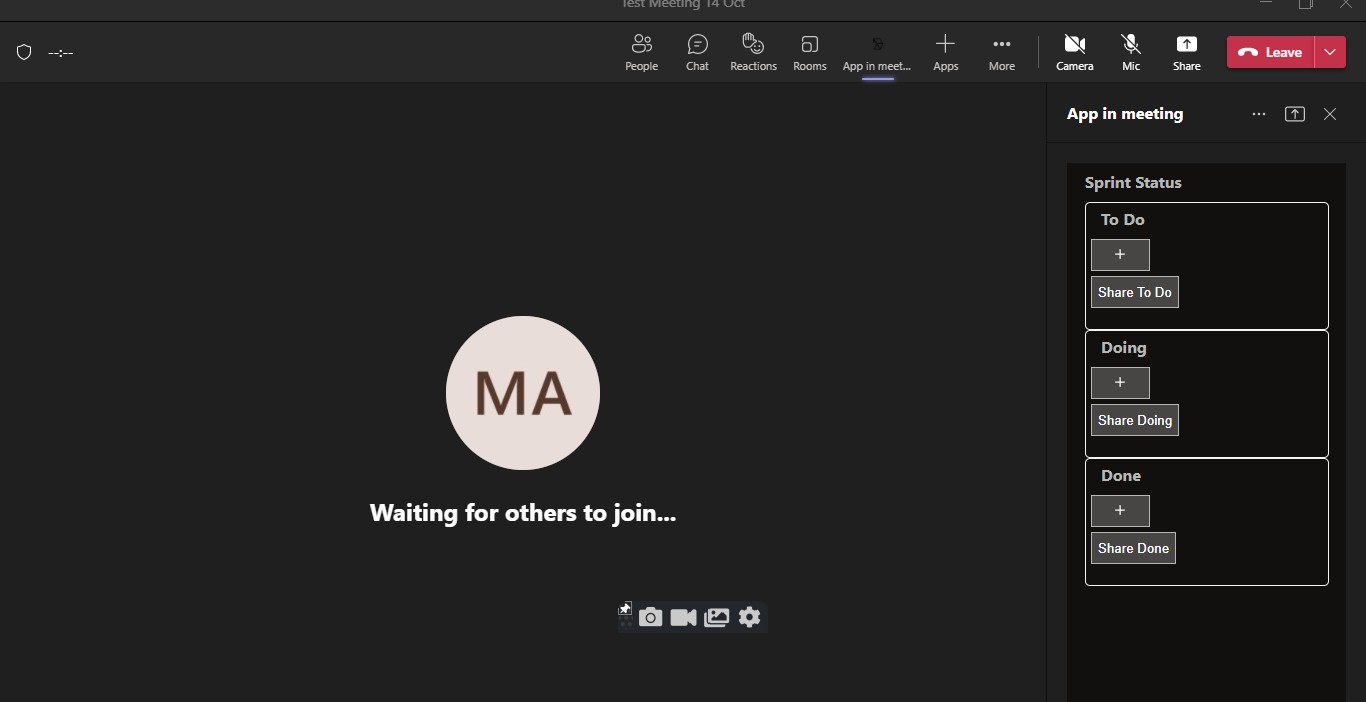 Test Meeting 14 Oct
--:--
People
Chat
Reactions
Rooms
App in meet...
Apps
More
Camera
Mic
Share
Leave
App in meeting
Sprint Status
To Do
+
Share To Do
Doing
+
Share Doing
Done
+
Share Done
MA
Waiting for others to join...